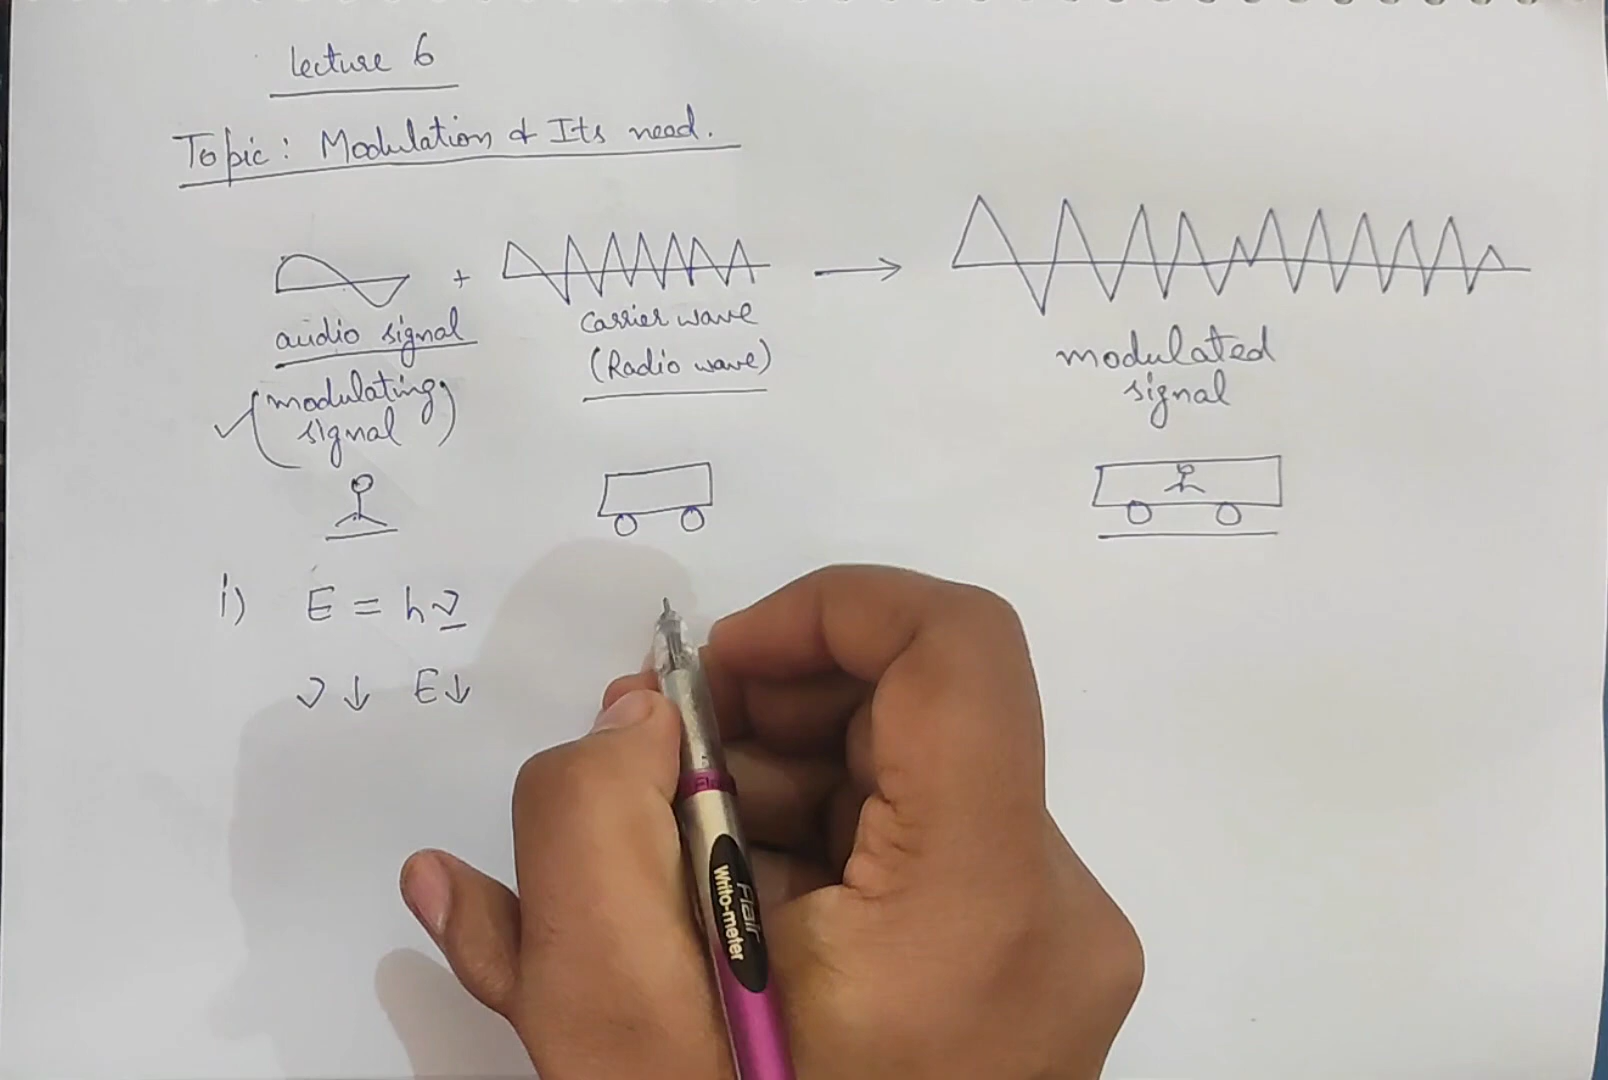 Lecture 6
Topic: Modulation & Its need.
+
audio signal
(modulating signal)
Carrier wave
(Radio wave)
→
modulated
signal
i) E = hν
ν↓ E↓
Flair
Writo-meter